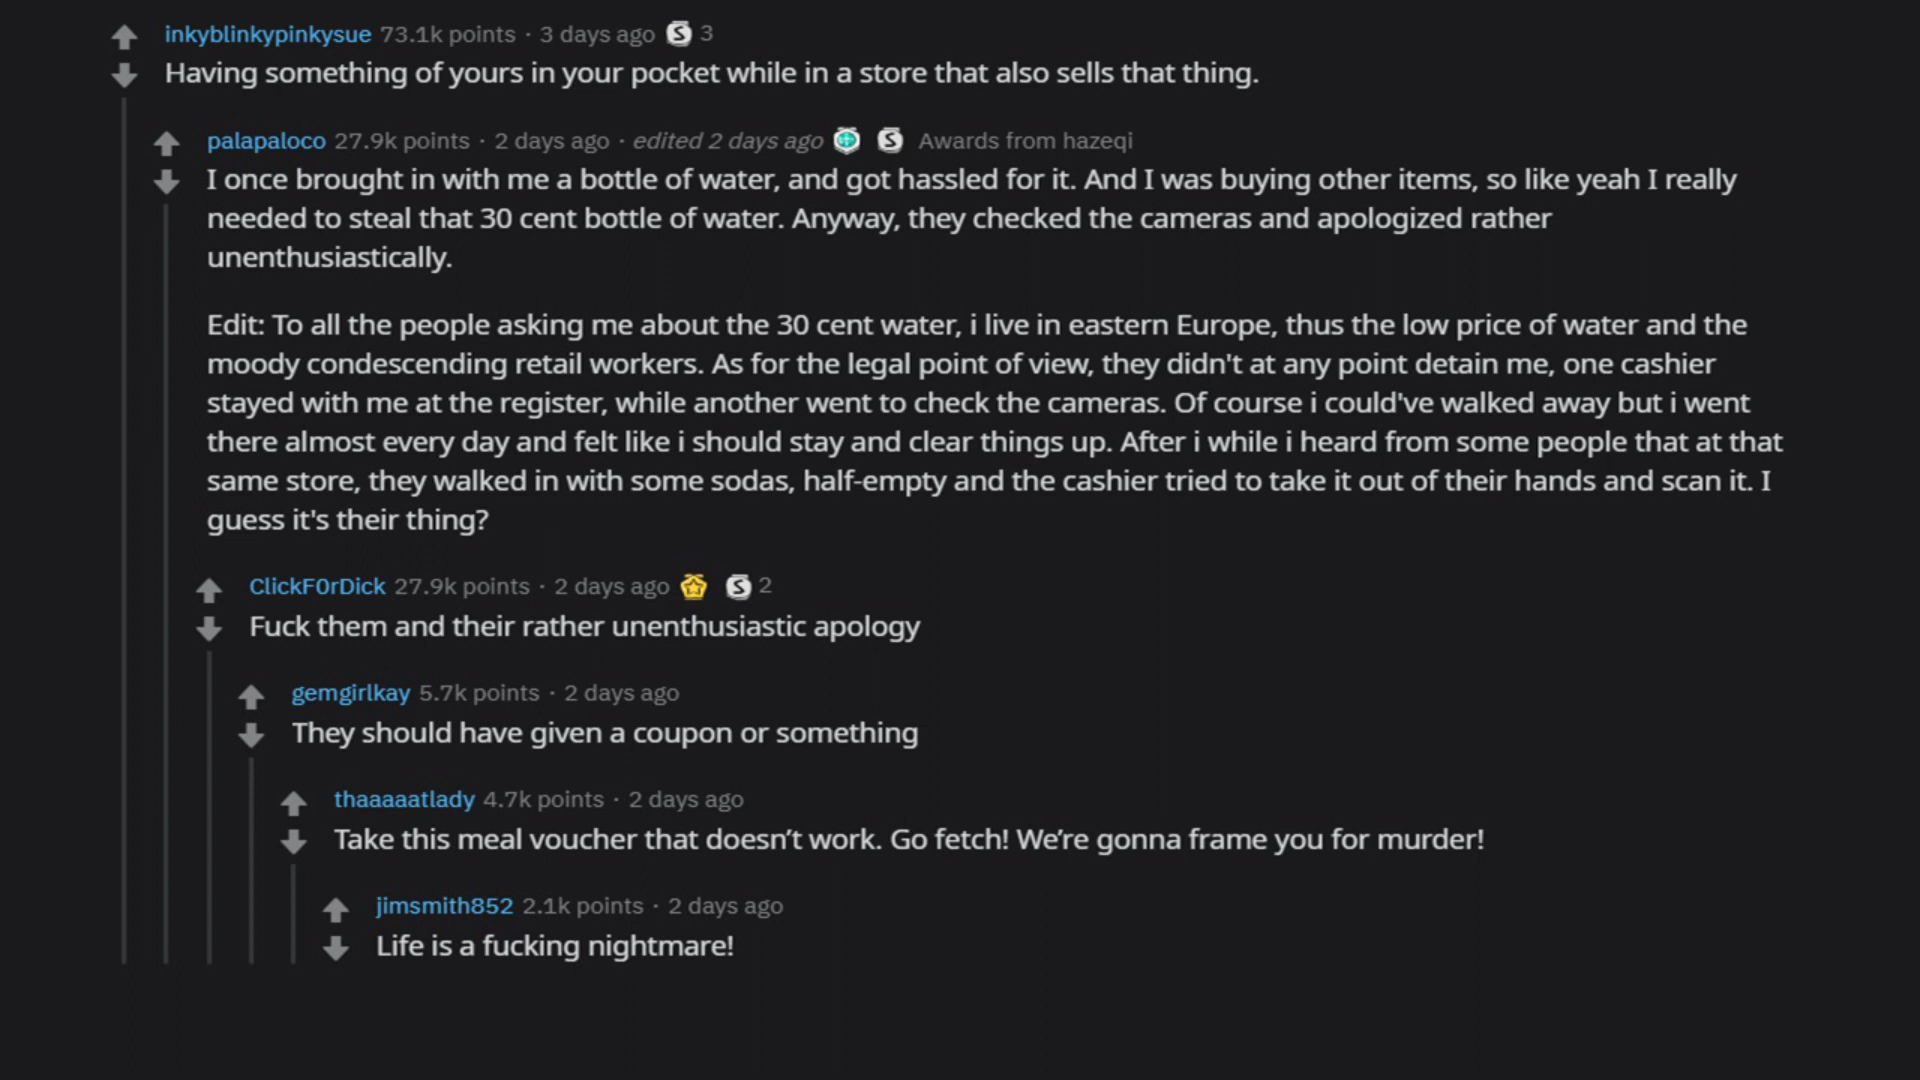 inkyblinkypinkysue 73.1k points · 3 days ago S 3
Having something of yours in your pocket while in a store that also sells that thing.
palapaloco 27.9k points · 2 days ago · edited 2 days ago S Awards from hazeqi
I once brought in with me a bottle of water, and got hassled for it. And I was buying other items, so like yeah I really
needed to steal that 30 cent bottle of water. Anyway, they checked the cameras and apologized rather
unenthusiastically.
Edit: To all the people asking me about the 30 cent water, i live in eastern Europe, thus the low price of water and the
moody condescending retail workers. As for the legal point of view, they didn't at any point detain me, one cashier
stayed with me at the register, while another went to check the cameras. Of course i could've walked away but i went
there almost every day and felt like i should stay and clear things up. After i while i heard from some people that at that
same store, they walked in with some sodas, half-empty and the cashier tried to take it out of their hands and scan it. I
guess it's their thing?
ClickF0rDick 27.9k points · 2 days ago S 2
Fuck them and their rather unenthusiastic apology
gemgirlkay 5.7k points · 2 days ago
They should have given a coupon or something
thaaaaatlady 4.7k points · 2 days ago
Take this meal voucher that doesn’t work. Go fetch! We’re gonna frame you for murder!
jimsmith852 2.1k points · 2 days ago
Life is a fucking nightmare!